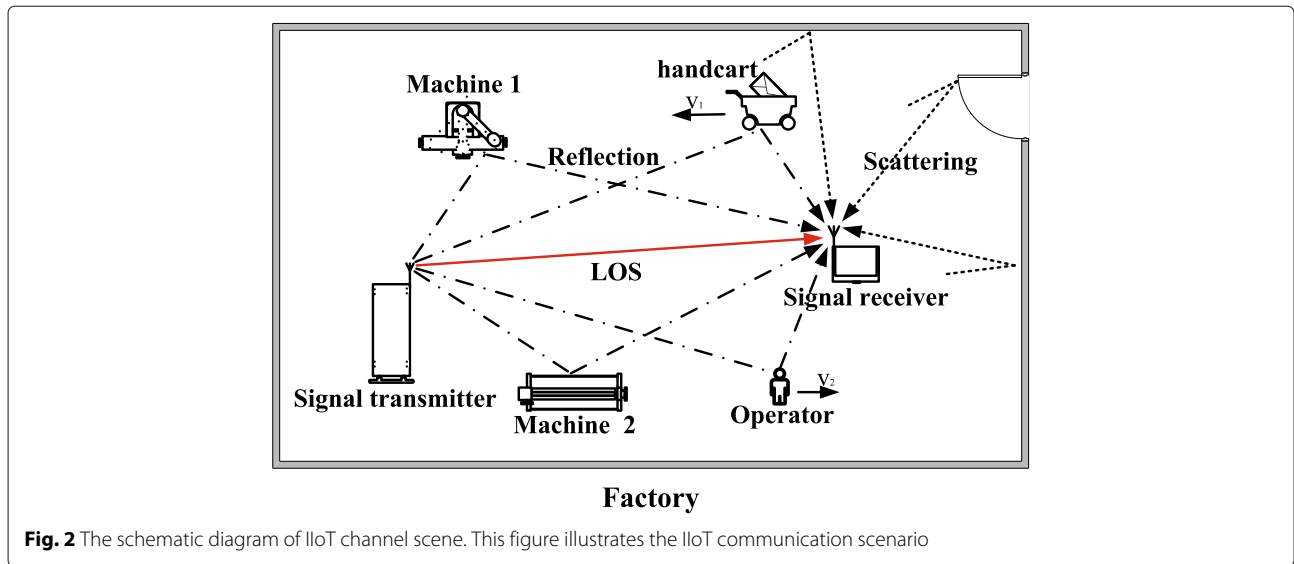 handcart
Machine 1
V1
Reflection
Scattering
LOS
Signal receiver
Signal transmitter
V2
Operator
Machine 2
Factory
Fig. 2 The schematic diagram of IIoT channel scene. This figure illustrates the IIoT communication scenario